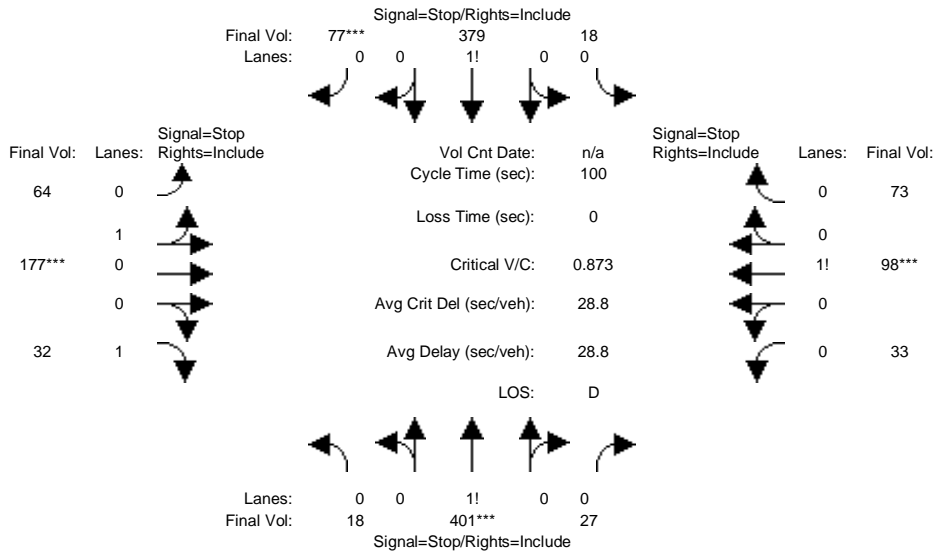 Signal=Stop/Rights=Include
Final Vol: 77*** 379 18
Lanes: 0 0 1! 0 0
Signal=Stop Signal=Stop
Final Vol: Lanes: Rights=Include Vol Cnt Date: n/a Rights=Include Lanes: Final Vol:
Cycle Time (sec): 100
64 0 0 73
Loss Time (sec): 0
1 0
177*** 0 Critical V/C: 0.873 1! 98***
0 Avg Crit Del (sec/veh): 28.8 0
32 1 Avg Delay (sec/veh): 28.8 0 33
LOS: D
Lanes: 0 0 1! 0 0
Final Vol: 18 401*** 27
Signal=Stop/Rights=Include